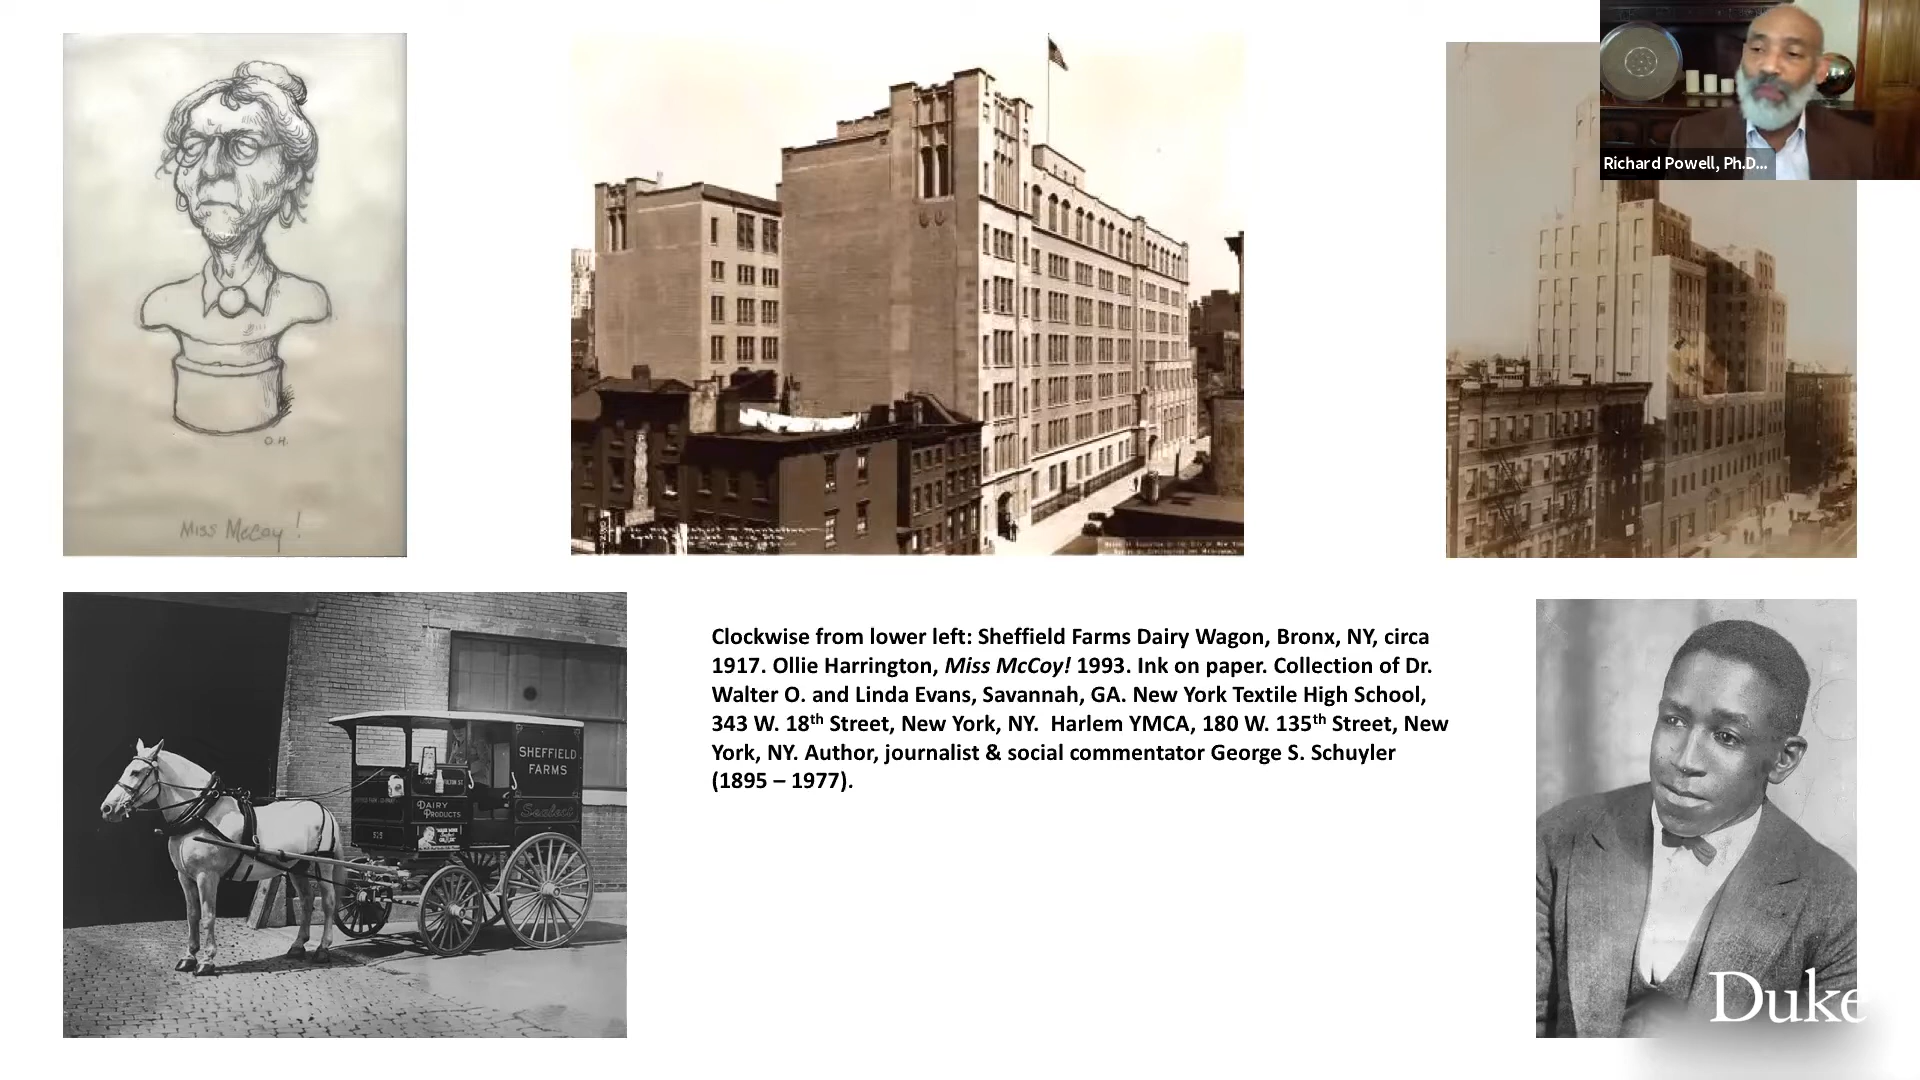 Richard Powell, Ph.D...
O.H.
Miss McCoy!
Clockwise from lower left: Sheffield Farms Dairy Wagon, Bronx, NY, circa
1917. Ollie Harrington, Miss McCoy! 1993. Ink on paper. Collection of Dr.
Walter O. and Linda Evans, Savannah, GA. New York Textile High School,
343 W. 18th Street, New York, NY. Harlem YMCA, 180 W. 135th Street, New
York, NY. Author, journalist & social commentator George S. Schuyler
(1895 – 1977).
SHEFFIELD
FARMS
DAIRY
PRODUCTS
Sealect
Duke